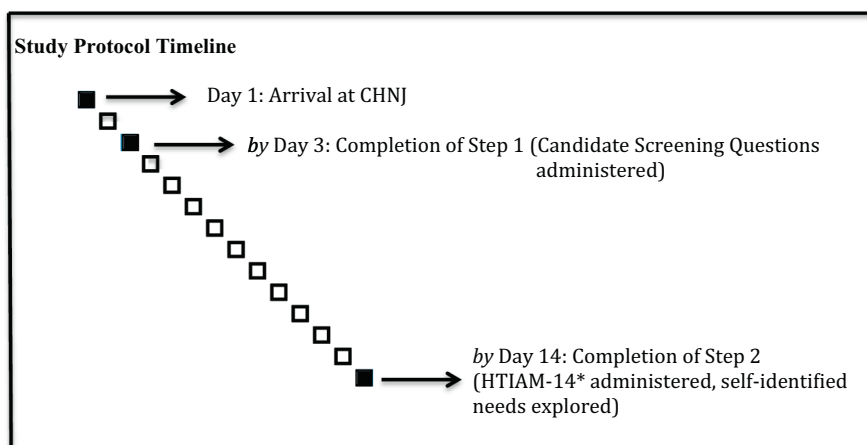 Study Protocol Timeline
Day 1: Arrival at CHNJ
by Day 3: Completion of Step 1 (Candidate Screening Questions
administered)
by Day 14: Completion of Step 2
(HTIAM-14* administered, self-identified
needs explored)